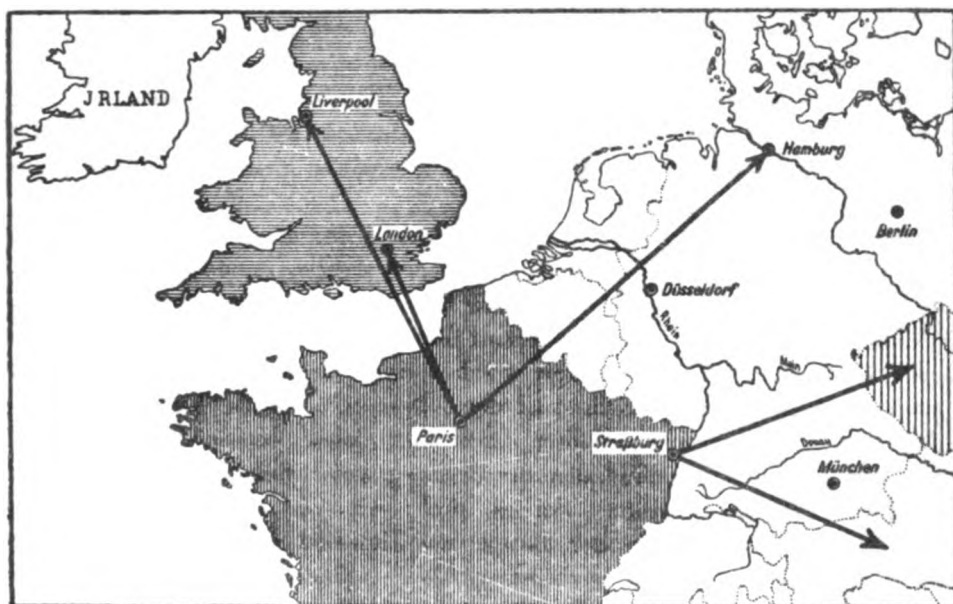 JRLAND
Liverpool
Hamburg
Berlin
London
Düsseldorf
Rhein
Main
Paris
Straßburg
Donau
München